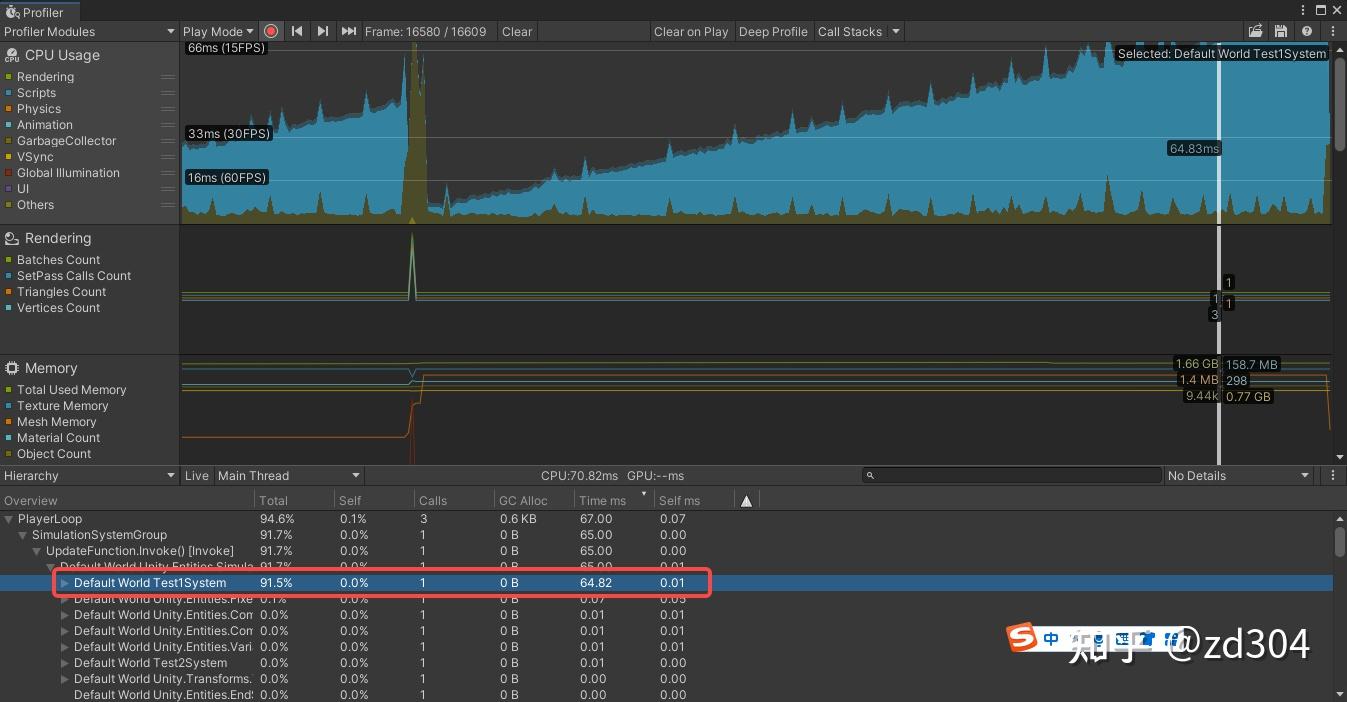 Profiler
Profiler Modules Play Mode Frame: 16580 / 16609 Clear Clear on Play Deep Profile Call Stacks
CPU Usage
Rendering
Scripts
Physics
Animation
GarbageCollector
VSync
Global Illumination
UI
Others
66ms (15FPS)
33ms (30FPS)
16ms (60FPS)
Selected: Default World Test1System
64.83ms
Rendering
Batches Count
SetPass Calls Count
Triangles Count
Vertices Count
1
1 1
3
Memory
Total Used Memory
Texture Memory
Mesh Memory
Material Count
Object Count
1.66 GB 158.7 MB
1.4 MB 298
9.44k 0.77 GB
Hierarchy Live Main Thread CPU:70.82ms GPU:--ms No Details
Overview Total Self Calls GC Alloc Time ms Self ms
PlayerLoop 94.6% 0.1% 3 0.6 KB 67.00 0.07
SimulationSystemGroup 91.7% 0.0% 1 0 B 65.00 0.00
UpdateFunction.Invoke() [Invoke] 91.7% 0.0% 1 0 B 65.00 0.00
Default World Unity.Entities.Simula 91.7% 0.0% 1 0 B 65.00 0.01
Default World Test1System 91.5% 0.0% 1 0 B 64.82 0.01
Default World Unity.Entities.Fixe 0.1% 0.0% 1 0 B 0.07 0.05
Default World Unity.Entities.Com 0.0% 0.0% 1 0 B 0.01 0.01
Default World Unity.Entities.Com 0.0% 0.0% 1 0 B 0.01 0.01
Default World Unity.Entities.Vari 0.0% 0.0% 1 0 B 0.01 0.01
Default World Test2System 0.0% 0.0% 1 0 B 0.01 0.00
Default World Unity.Transforms. 0.0% 0.0% 1 0 B 0.00 0.00
Default World Unity.Entities.End 0.0% 0.0% 1 0 B 0.00 0.00
中
知乎 @zd304